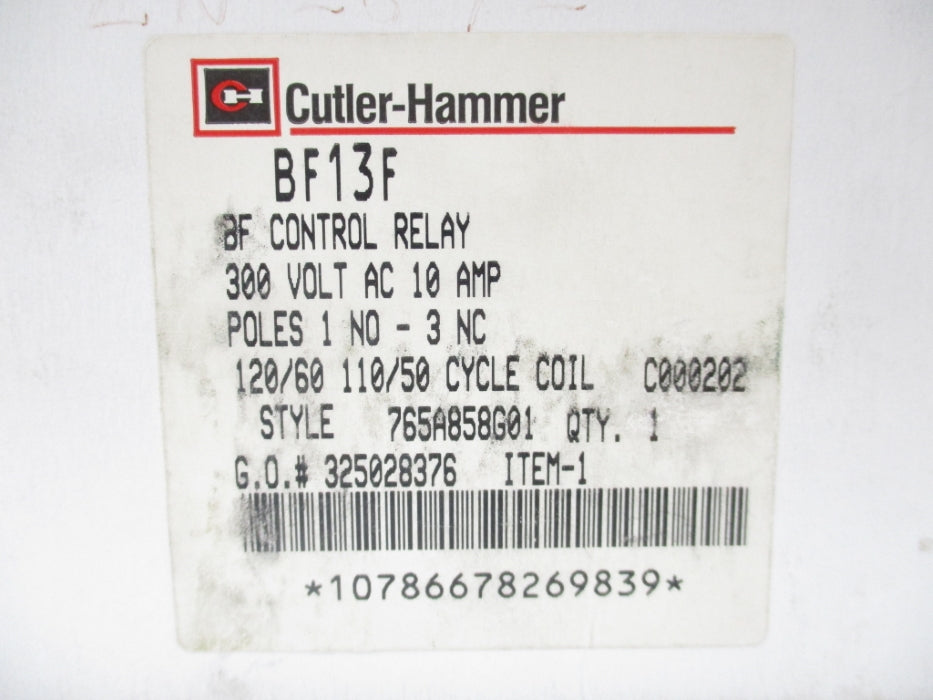 Cutler-Hammer
BF13F
BF CONTROL RELAY
300 VOLT AC 10 AMP
POLES 1 NO - 3 NC
120/60 110/50 CYCLE COIL C000202
STYLE 765A858G01 QTY. 1
G.O.# 325028376 ITEM-1
*10786678269839*